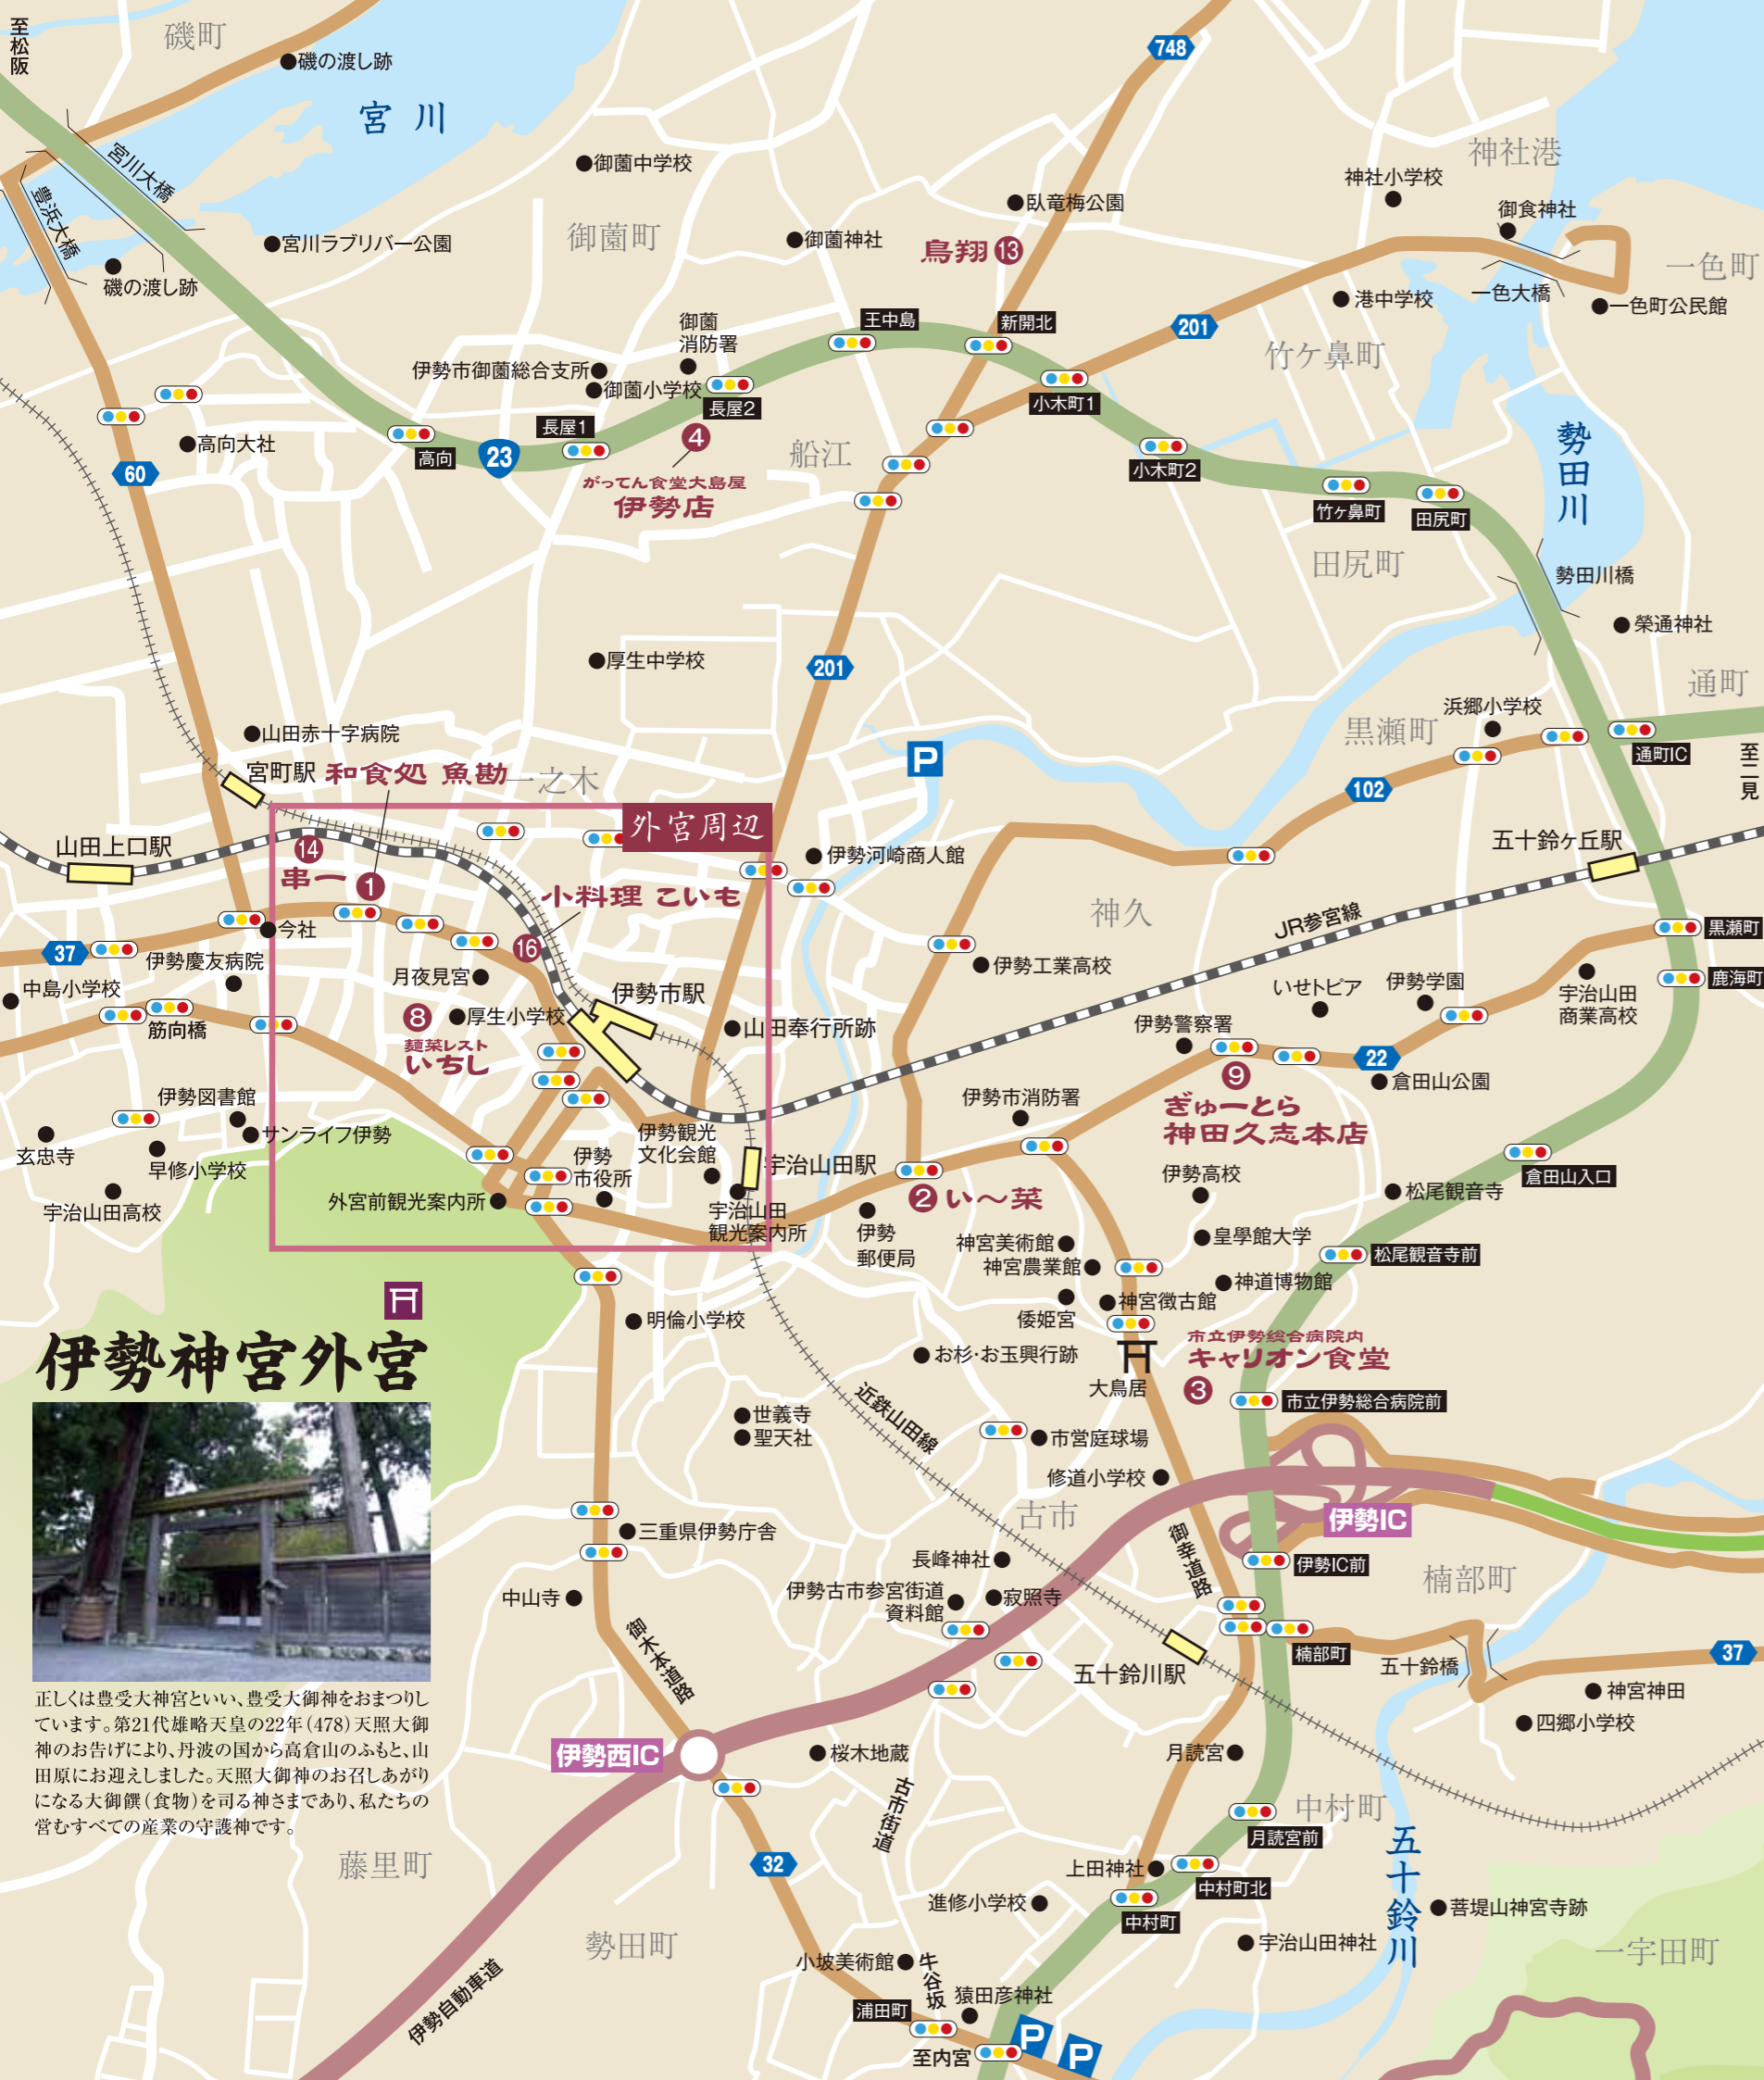 至松阪
磯町
●磯の渡し跡
宮川
748
宮川大橋
豊浜大橋
●御薗中学校
神社港
神社小学校
●臥竜梅公園
御食神社
●宮川ラブリバー公園
御薗町
●御薗神社
鳥翔⑬
一色町
磯の渡し跡
港中学校
一色大橋
●一色町公民館
御薗
消防署
王中島
新開北
201
竹ケ鼻町
伊勢市御薗総合支所●
●御薗小学校
長屋2
小木町1
長屋1
●高向大社
高向
23
④
船江
勢田川
60
小木町2
がってん食堂大島屋
伊勢店
竹ヶ鼻町
田尻町
田尻町
勢田川橋
●榮通神社
●厚生中学校
201
通町
浜郷小学校
黒瀬町
●山田赤十字病院
通町IC
至二見
宮町駅
和食処 魚勘
一之木
P
102
外宮周辺
山田上口駅
⑭
串一
①
●伊勢河崎商人館
五十鈴ヶ丘駅
小料理 こいも
神久
JR参宮線
●今社
⑯
黒瀬町
37
伊勢慶友病院
月夜見宮●
●伊勢工業高校
鹿海町
中島小学校
伊勢市駅
いせトピア
伊勢学園
宇治山田
商業高校
筋向橋
⑧
●厚生小学校
●山田奉行所跡
伊勢警察署
麺菜レスト
いちし
22
⑨
●倉田山公園
伊勢図書館
伊勢市消防署
ぎゅーとら
神田久志本店
●サンライフ伊勢
伊勢観光
文化会館
玄忠寺
早修小学校
伊勢
市役所
宇治山田駅
伊勢高校
倉田山入口
宇治山田高校
外宮前観光案内所●
②い～菜
●松尾観音寺
宇治山田
観光案内所
伊勢
郵便局
神宮美術館●
●皇學館大学
神宮農業館●
松尾観音寺前
●神道博物館
倭姫宮
●神宮徴古館
●明倫小学校
伊勢神宮外宮
市立伊勢総合病院内
キャリオン食堂
●お杉・お玉興行跡
大鳥居
③
市立伊勢総合病院前
近鉄山田線
●世義寺
●聖天社
●市営庭球場
修道小学校●
古市
伊勢IC
●三重県伊勢庁舎
御幸道路
長峰神社●
伊勢IC前
楠部町
中山寺●
伊勢古市参宮街道
資料館
●寂照寺
御木本道路
楠部町
37
五十鈴川駅
五十鈴橋
●神宮神田
正しくは豊受大神宮といい、豊受大御神をおまつりし
ています。第21代雄略天皇の22年（478）天照大御
神のお告げにより、丹波の国から高倉山のふもと、山
田原にお迎えしました。天照大御神のお召しあがり
になる大御饌（食物）を司る神さまであり、私たちの
営むすべての産業の守護神です。
●四郷小学校
伊勢西IC
●桜木地蔵
月読宮●
古市街道
中村町
月読宮前
五十鈴川
藤里町
32
上田神社●
中村町北
進修小学校●
中村町
●菩堤山神宮寺跡
勢田町
●宇治山田神社
一宇田町
小坡美術館●
牛谷坂
伊勢自動車道
猿田彦神社
浦田町
P
P
至内宮